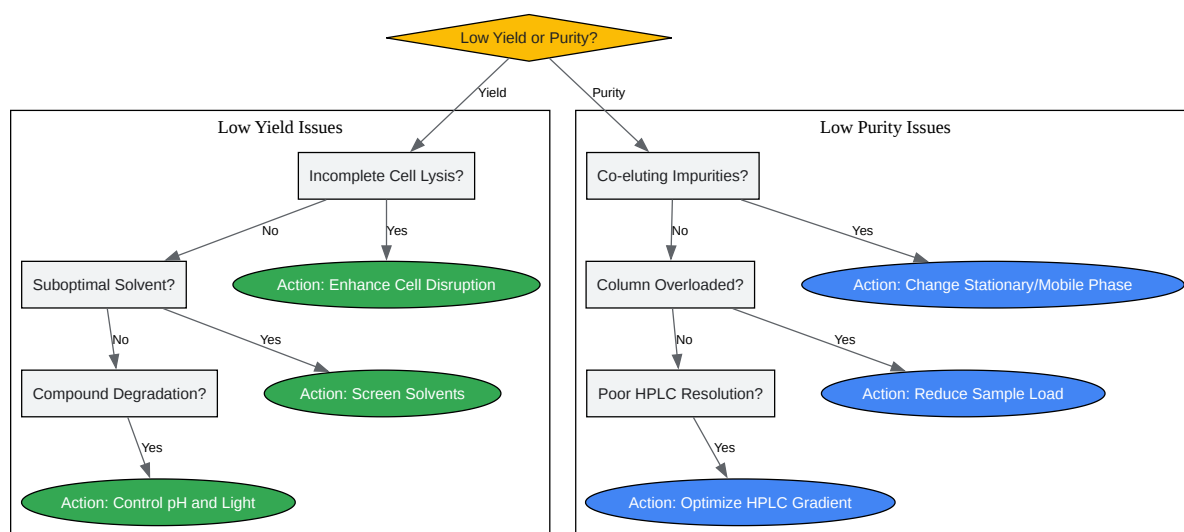 Low Yield or Purity?
Yield
Purity
Low Yield Issues
Low Purity Issues
Incomplete Cell Lysis?
Co-eluting Impurities?
No
Yes
No
Yes
Suboptimal Solvent?
Action: Enhance Cell Disruption
Column Overloaded?
Action: Change Stationary/Mobile Phase
No
Yes
No
Yes
Compound Degradation?
Action: Screen Solvents
Poor HPLC Resolution?
Action: Reduce Sample Load
Yes
Yes
Action: Control pH and Light
Action: Optimize HPLC Gradient